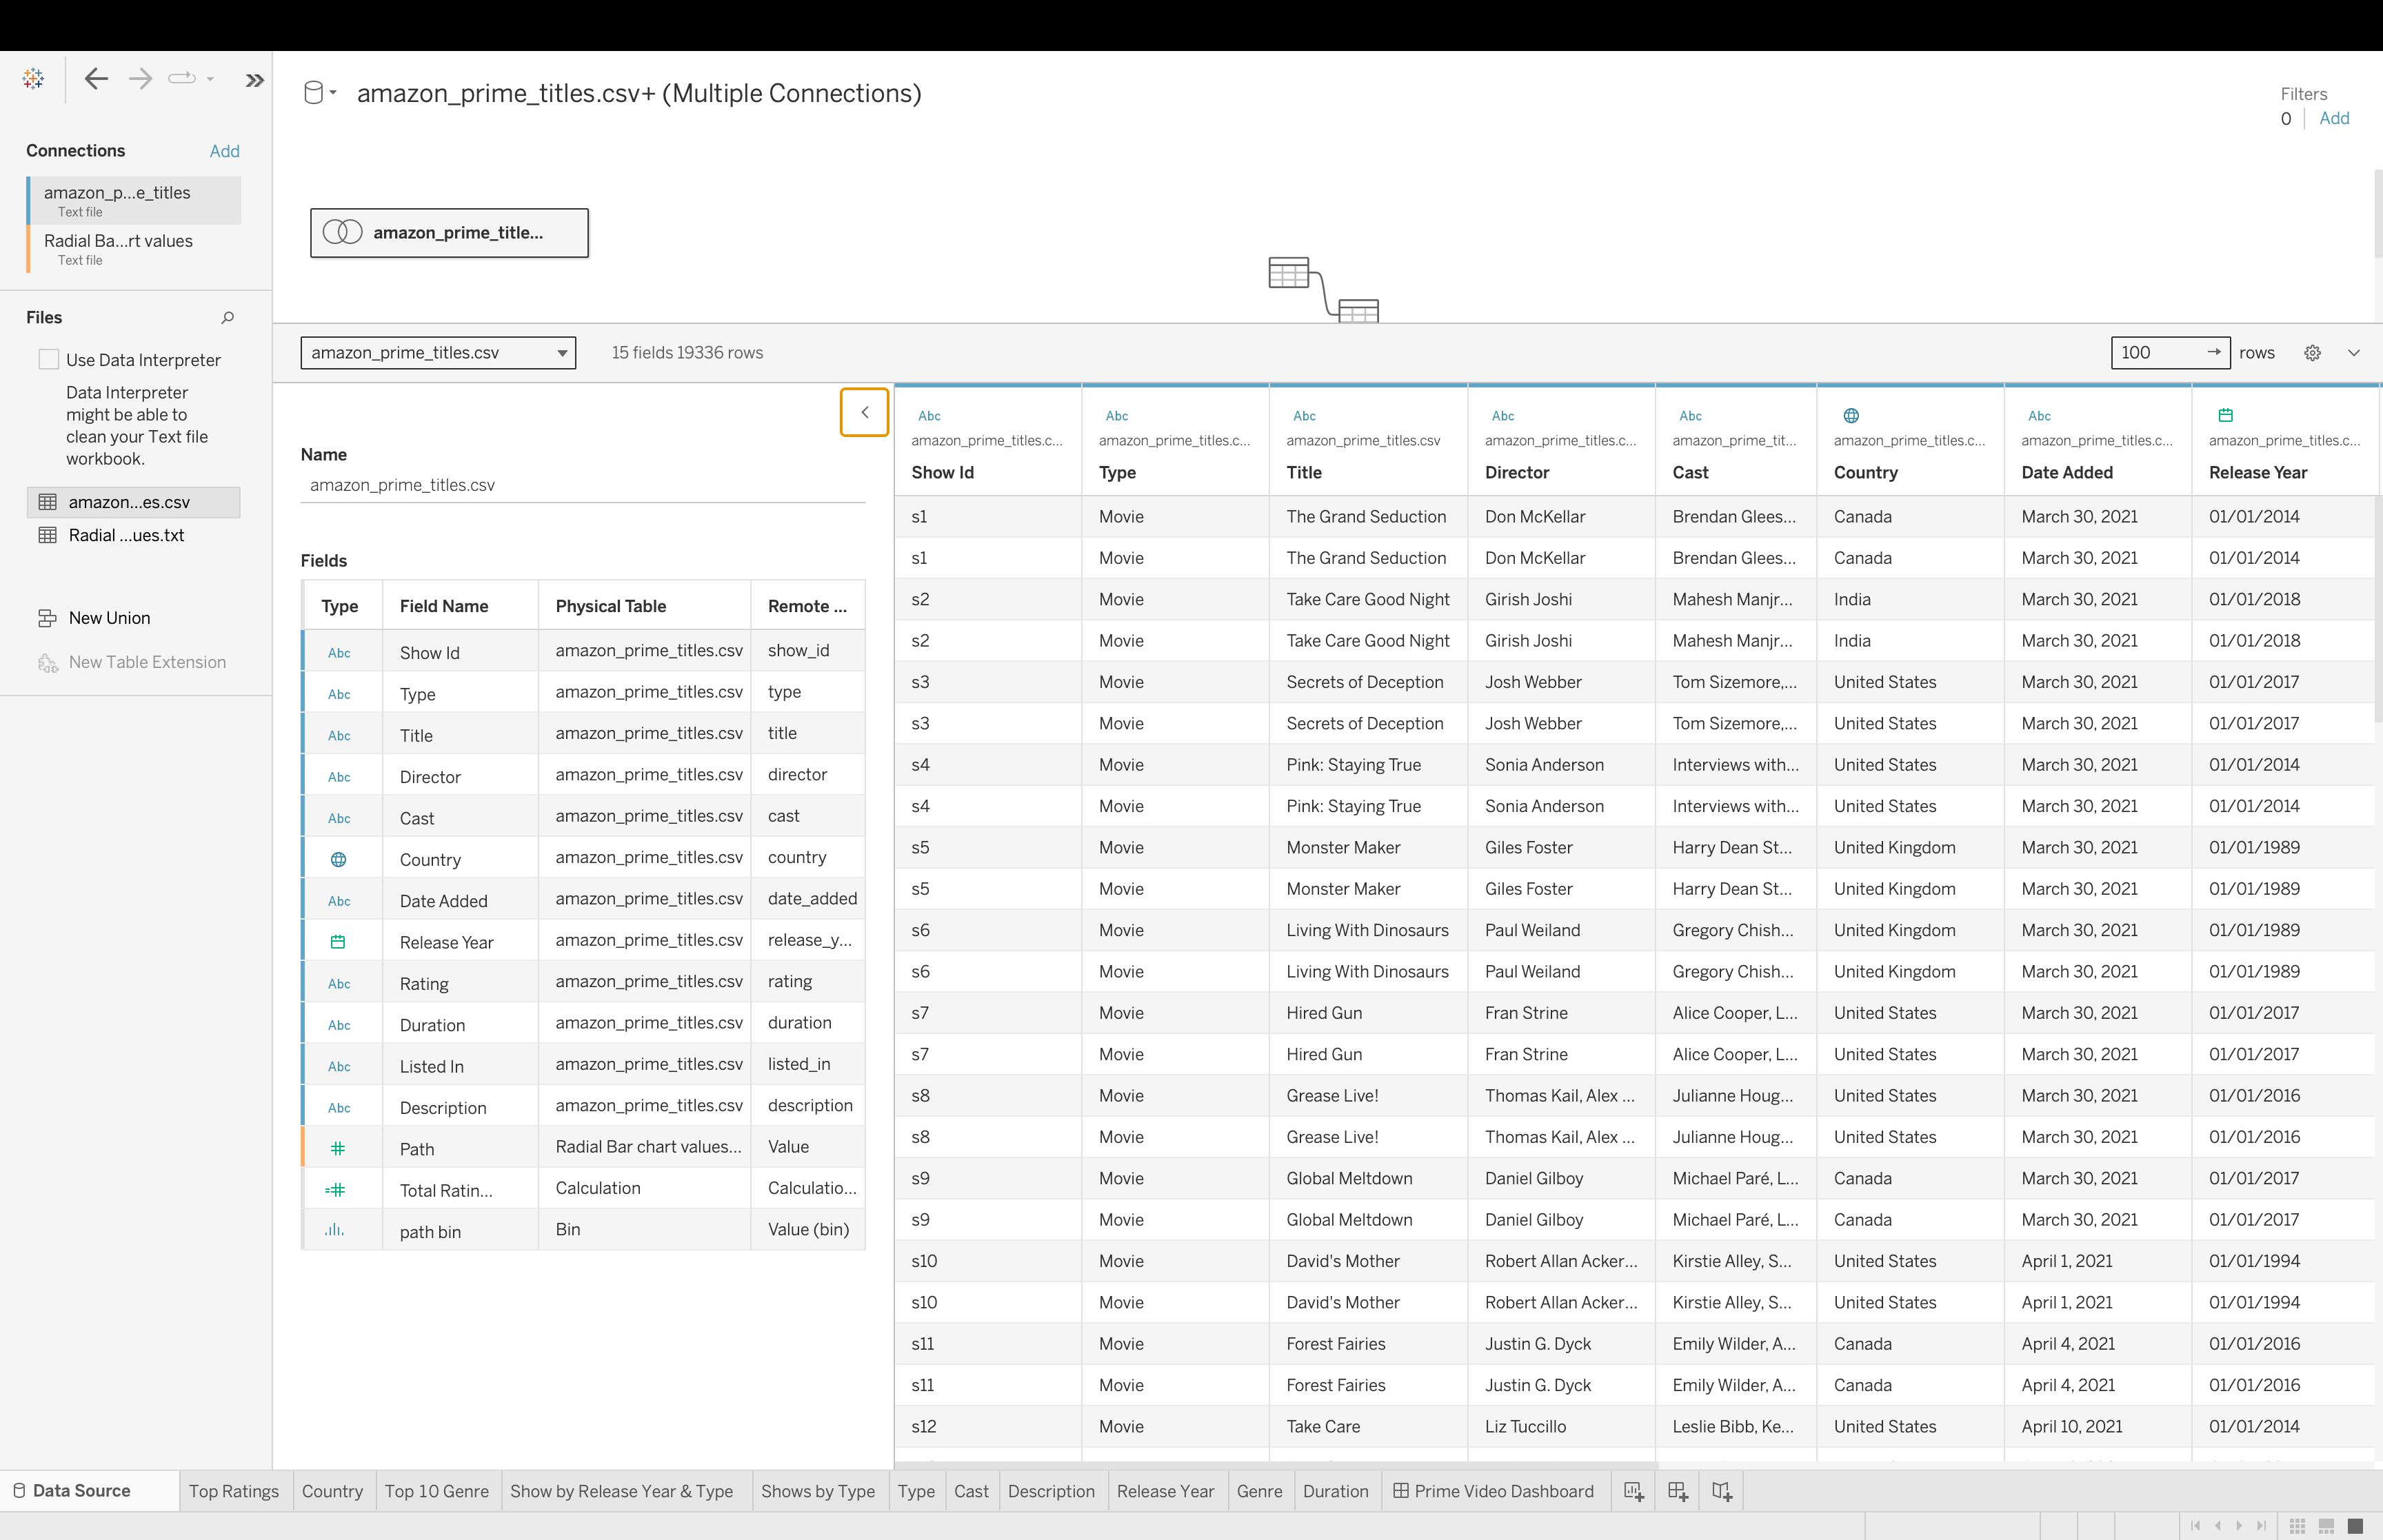 amazon_prime_titles.csv+ (Multiple Connections)
Filters
0 Add
Connections Add
amazon_p...e_titles
Text file
Radial Ba...rt values
Text file
amazon_prime_title...
Files
Use Data Interpreter
Data Interpreter
might be able to
clean your Text file
workbook.
amazon...es.csv
Radial ...ues.txt
New Union
New Table Extension
amazon_prime_titles.csv 15 fields 19336 rows 100 rows
Name
amazon_prime_titles.csv
Fields
Type Field Name Physical Table Remote ...
Abc Show Id amazon_prime_titles.csv show_id
Abc Type amazon_prime_titles.csv type
Abc Title amazon_prime_titles.csv title
Abc Director amazon_prime_titles.csv director
Abc Cast amazon_prime_titles.csv cast
Country amazon_prime_titles.csv country
Abc Date Added amazon_prime_titles.csv date_added
Release Year amazon_prime_titles.csv release_y...
Abc Rating amazon_prime_titles.csv rating
Abc Duration amazon_prime_titles.csv duration
Abc Listed In amazon_prime_titles.csv listed_in
Abc Description amazon_prime_titles.csv description
# Path Radial Bar chart values... Value
=# Total Ratin... Calculation Calculatio...
path bin Bin Value (bin)
Abc Abc Abc Abc Abc Abc
amazon_prime_titles.c... amazon_prime_titles.c... amazon_prime_titles.csv amazon_prime_titles.c... amazon_prime_tit... amazon_prime_titles.c... amazon_prime_titles.c... amazon_prime_titles.c...
Show Id Type Title Director Cast Country Date Added Release Year
s1 Movie The Grand Seduction Don McKellar Brendan Glees... Canada March 30, 2021 01/01/2014
s1 Movie The Grand Seduction Don McKellar Brendan Glees... Canada March 30, 2021 01/01/2014
s2 Movie Take Care Good Night Girish Joshi Mahesh Manjr... India March 30, 2021 01/01/2018
s2 Movie Take Care Good Night Girish Joshi Mahesh Manjr... India March 30, 2021 01/01/2018
s3 Movie Secrets of Deception Josh Webber Tom Sizemore,... United States March 30, 2021 01/01/2017
s3 Movie Secrets of Deception Josh Webber Tom Sizemore,... United States March 30, 2021 01/01/2017
s4 Movie Pink: Staying True Sonia Anderson Interviews with... United States March 30, 2021 01/01/2014
s4 Movie Pink: Staying True Sonia Anderson Interviews with... United States March 30, 2021 01/01/2014
s5 Movie Monster Maker Giles Foster Harry Dean St... United Kingdom March 30, 2021 01/01/1989
s5 Movie Monster Maker Giles Foster Harry Dean St... United Kingdom March 30, 2021 01/01/1989
s6 Movie Living With Dinosaurs Paul Weiland Gregory Chish... United Kingdom March 30, 2021 01/01/1989
s6 Movie Living With Dinosaurs Paul Weiland Gregory Chish... United Kingdom March 30, 2021 01/01/1989
s7 Movie Hired Gun Fran Strine Alice Cooper, L... United States March 30, 2021 01/01/2017
s7 Movie Hired Gun Fran Strine Alice Cooper, L... United States March 30, 2021 01/01/2017
s8 Movie Grease Live! Thomas Kail, Alex ... Julianne Houg... United States March 30, 2021 01/01/2016
s8 Movie Grease Live! Thomas Kail, Alex ... Julianne Houg... United States March 30, 2021 01/01/2016
s9 Movie Global Meltdown Daniel Gilboy Michael Paré, L... Canada March 30, 2021 01/01/2017
s9 Movie Global Meltdown Daniel Gilboy Michael Paré, L... Canada March 30, 2021 01/01/2017
s10 Movie David's Mother Robert Allan Acker... Kirstie Alley, S... United States April 1, 2021 01/01/1994
s10 Movie David's Mother Robert Allan Acker... Kirstie Alley, S... United States April 1, 2021 01/01/1994
s11 Movie Forest Fairies Justin G. Dyck Emily Wilder, A... Canada April 4, 2021 01/01/2016
s11 Movie Forest Fairies Justin G. Dyck Emily Wilder, A... Canada April 4, 2021 01/01/2016
s12 Movie Take Care Liz Tuccillo Leslie Bibb, Ke... United States April 10, 2021 01/01/2014
Data Source Top Ratings Country Top 10 Genre Show by Release Year & Type Shows by Type Type Cast Description Release Year Genre Duration Prime Video Dashboard